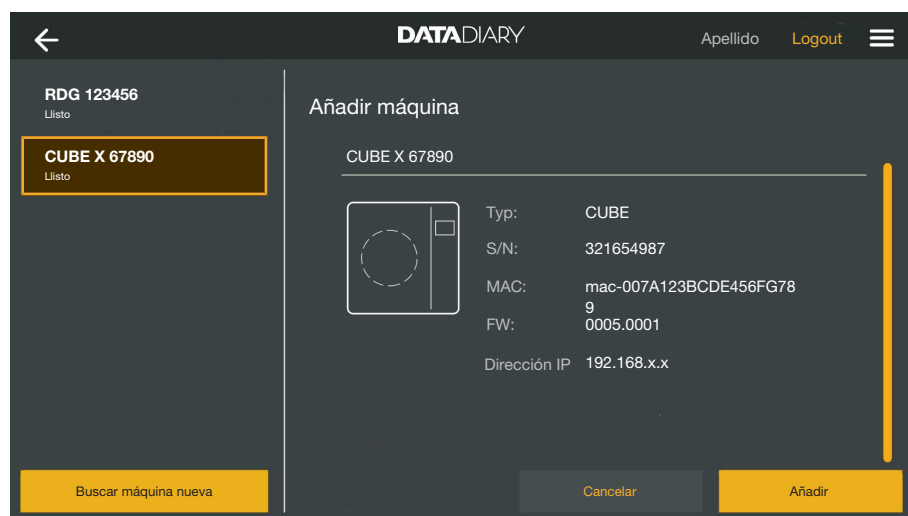 DATADIARY
Apellido
Logout
RDG 123456
Llisto
CUBE X 67890
Llisto
Buscar máquina nueva
Añadir máquina
CUBE X 67890
Typ: CUBE
S/N: 321654987
MAC: mac-007A123BCDE456FG78
9
FW: 0005.0001
Dirección IP 192.168.x.x
Cancelar
Añadir